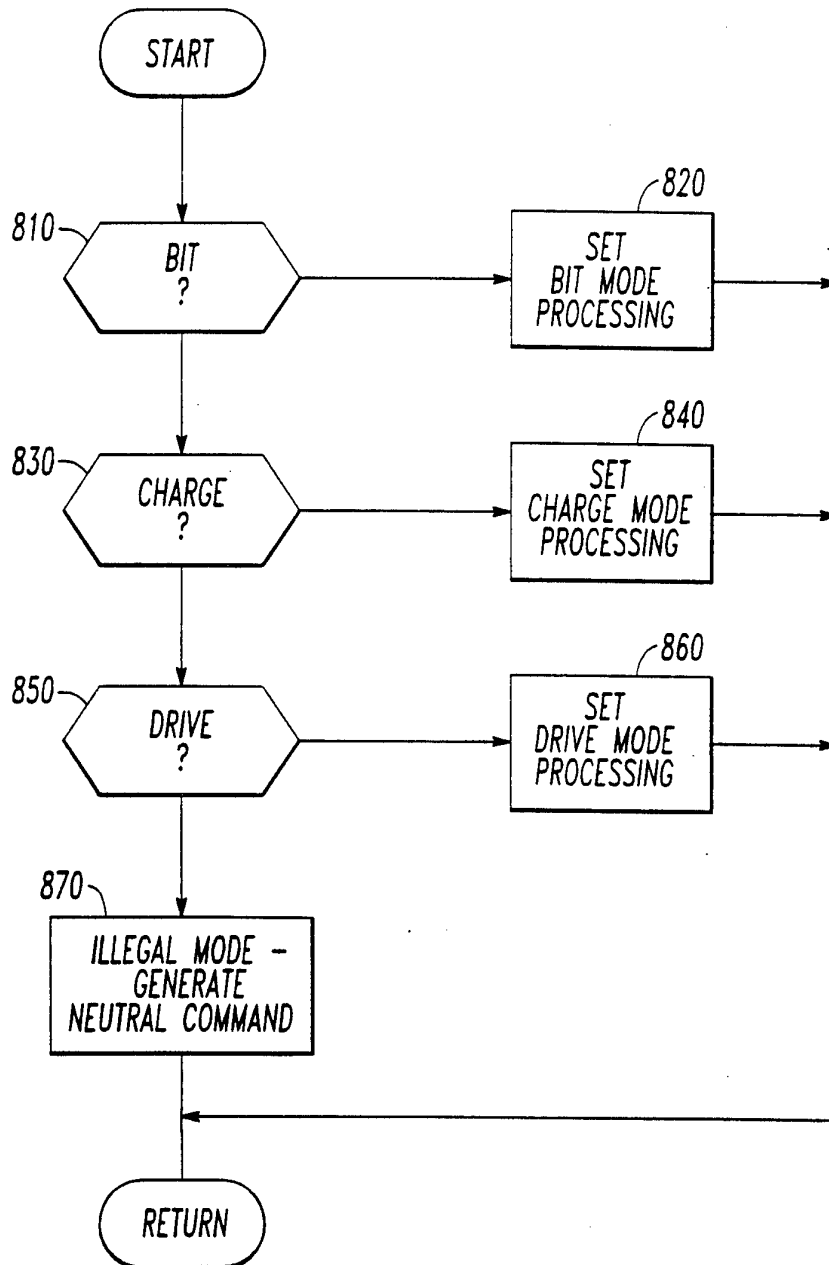 START
810
BIT
?
820
SET
BIT MODE
PROCESSING
830
CHARGE
?
840
SET
CHARGE MODE
PROCESSING
850
DRIVE
?
860
SET
DRIVE MODE
PROCESSING
870
ILLEGAL MODE -
GENERATE
NEUTRAL COMMAND
RETURN